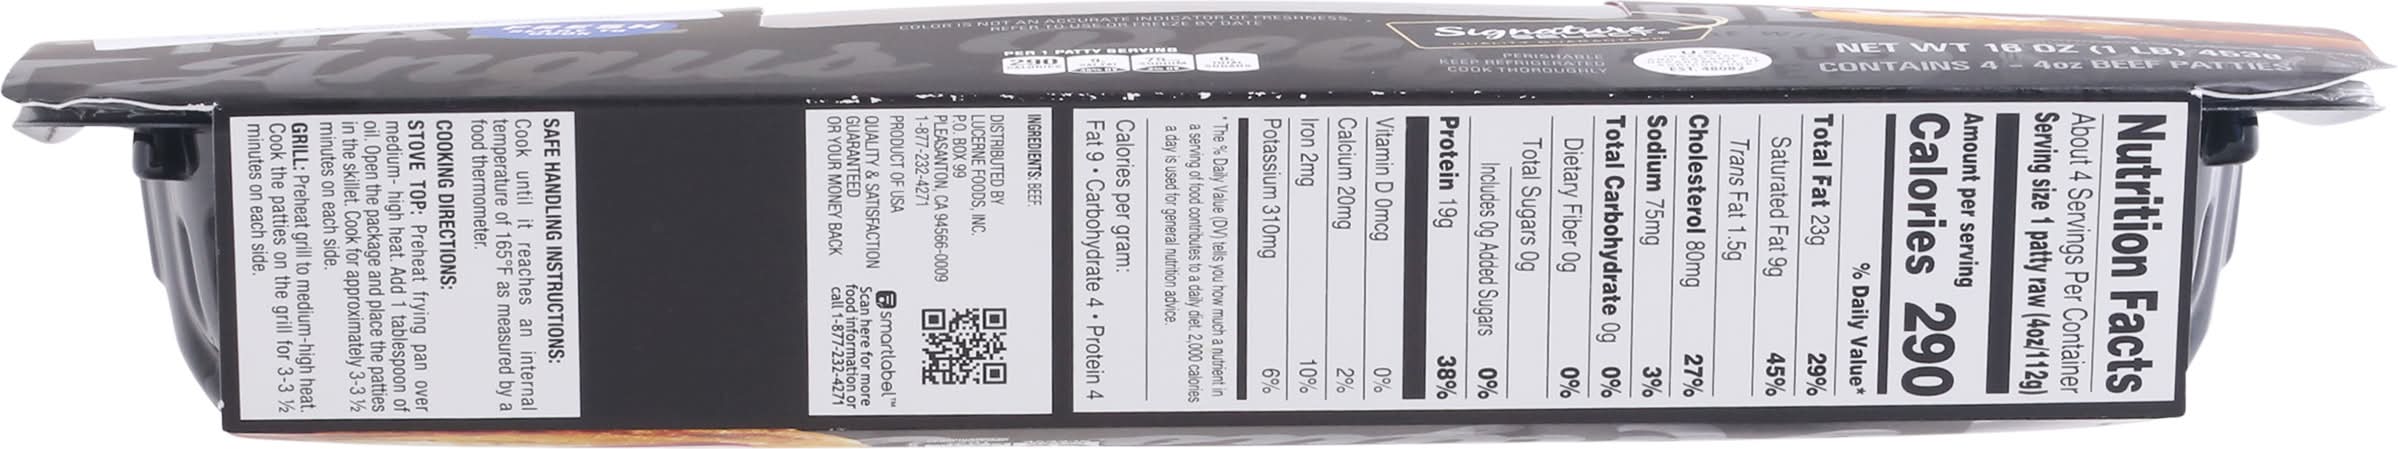 COLOR IS NOT AN ACCURATE INDICATOR OF FRESHNESS.
REFER TO USE OR FREEZE BY DATE
PER 1 PATTY SERVING
290
CALORIES
Signature
QUALITY GUARANTEED
PERISHABLE
KEEP REFRIGERATED
COOK THOROUGHLY
U.S.
EST. 48082
NET WT 16 OZ (1 LB) 453g
CONTAINS 4 – 4oz BEEF PATTIES
Angus
Nutrition Facts
About 4 Servings Per Container
Serving size 1 patty raw (4oz/112g)
Amount per serving
Calories 290
% Daily Value*
Total Fat 23g 29%
Saturated Fat 9g 45%
Trans Fat 1.5g
Cholesterol 80mg 27%
Sodium 75mg 3%
Total Carbohydrate 0g 0%
Dietary Fiber 0g 0%
Total Sugars 0g
Includes 0g Added Sugars 0%
Protein 19g 38%
Vitamin D 0mcg 0%
Calcium 20mg 2%
Iron 2mg 10%
Potassium 310mg 6%
* The % Daily Value (DV) tells you how much a nutrient in
a serving of food contributes to a daily diet. 2,000 calories
a day is used for general nutrition advice.
Calories per gram:
Fat 9 • Carbohydrate 4 • Protein 4
INGREDIENTS: BEEF.
DISTRIBUTED BY
LUCERNE FOODS, INC.
P.O. BOX 99
PLEASANTON, CA 94566-0009
1-877-232-4271
PRODUCT OF USA
QUALITY & SATISFACTION
GUARANTEED
OR YOUR MONEY BACK
smartlabel™
Scan here for more
food information or
call 1-877-232-4271
SAFE HANDLING INSTRUCTIONS:
Cook until it reaches an internal
temperature of 165°F as measured by a
food thermometer.
COOKING DIRECTIONS:
STOVE TOP: Preheat frying pan over
medium- high heat. Add 1 tablespoon of
oil. Open the package and place the patties
in the skillet. Cook for approximately 3-3 ½
minutes on each side.
GRILL: Preheat grill to medium-high heat.
Cook the patties on the grill for 3-3 ½
minutes on each side.